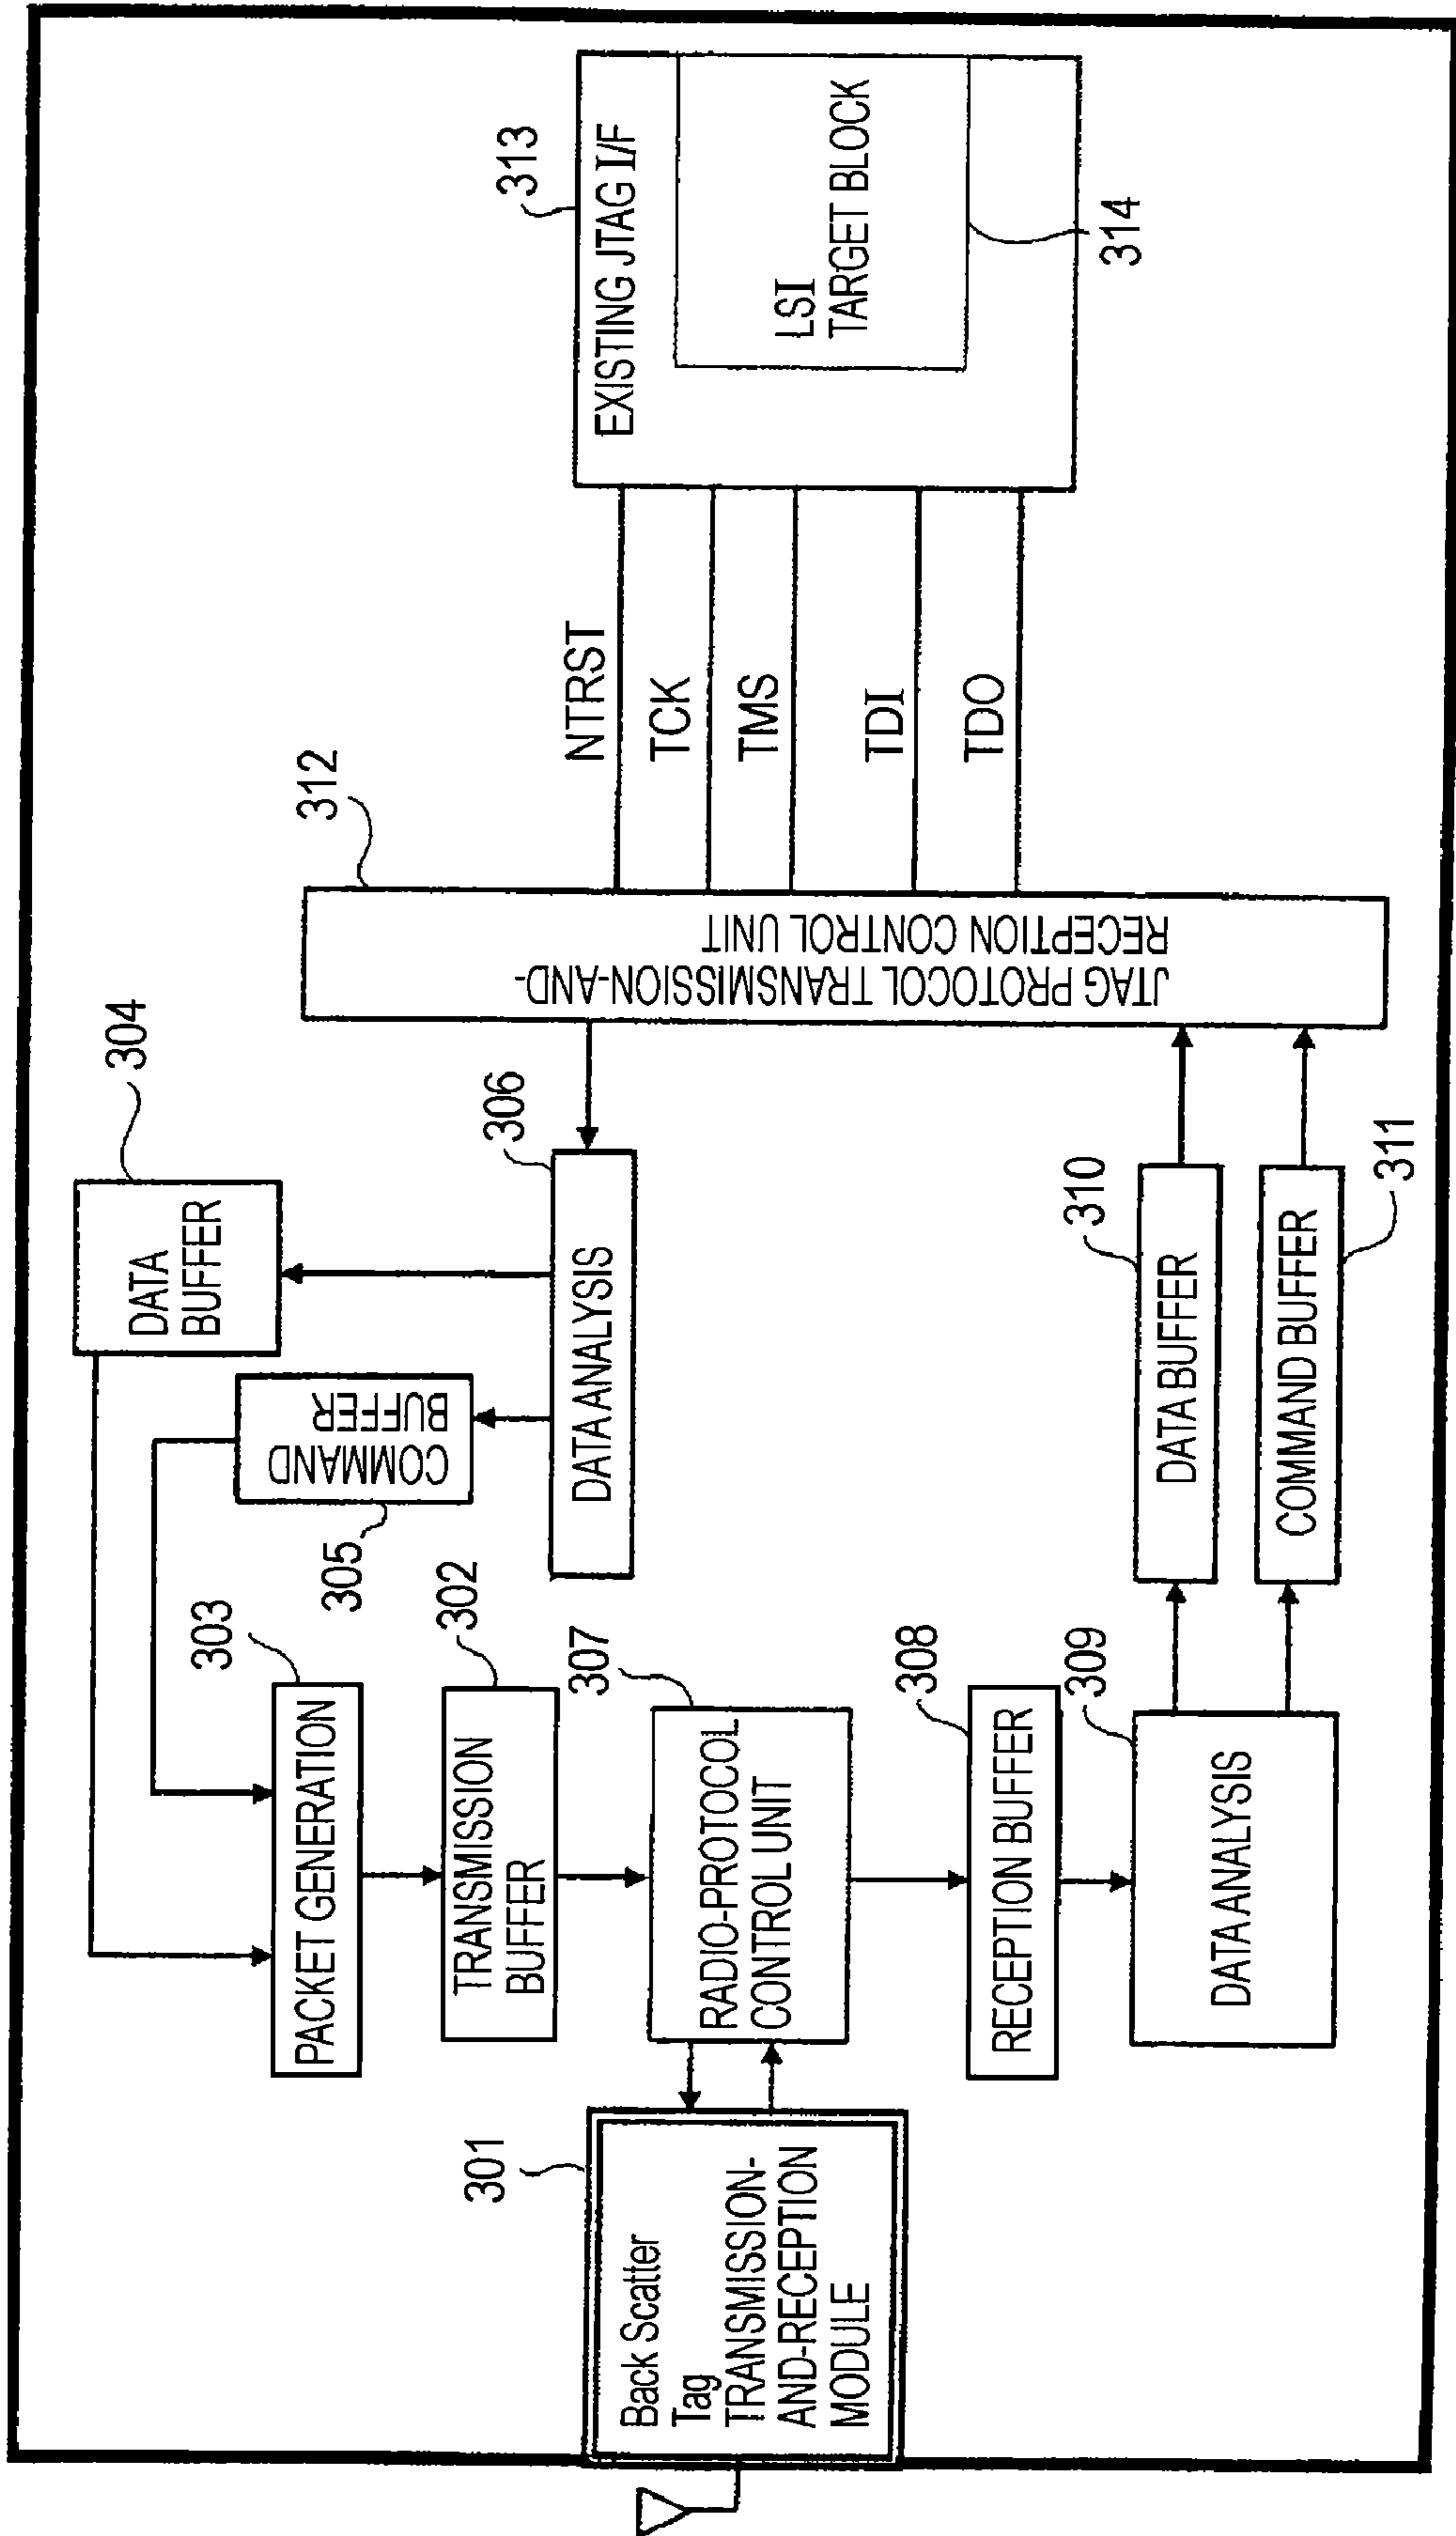 304
DATA
BUFFER
303
PACKET GENERATION
305
COMMAND
BUFFER
302
TRANSMISSION
BUFFER
306
DATA ANALYSIS
312
JTAG PROTOCOL TRANSMISSION-AND-
RECEPTION CONTROL UNIT
NTRST
TCK
TMS
TDI
TDO
313
EXISTING JTAG I/F
LSI
TARGET BLOCK
314
301
Back Scatter
Tag
TRANSMISSION-
AND-RECEPTION
MODULE
307
RADIO-PROTOCOL
CONTROL UNIT
308
RECEPTION BUFFER
309
DATA ANALYSIS
310
DATA BUFFER
COMMAND BUFFER
311